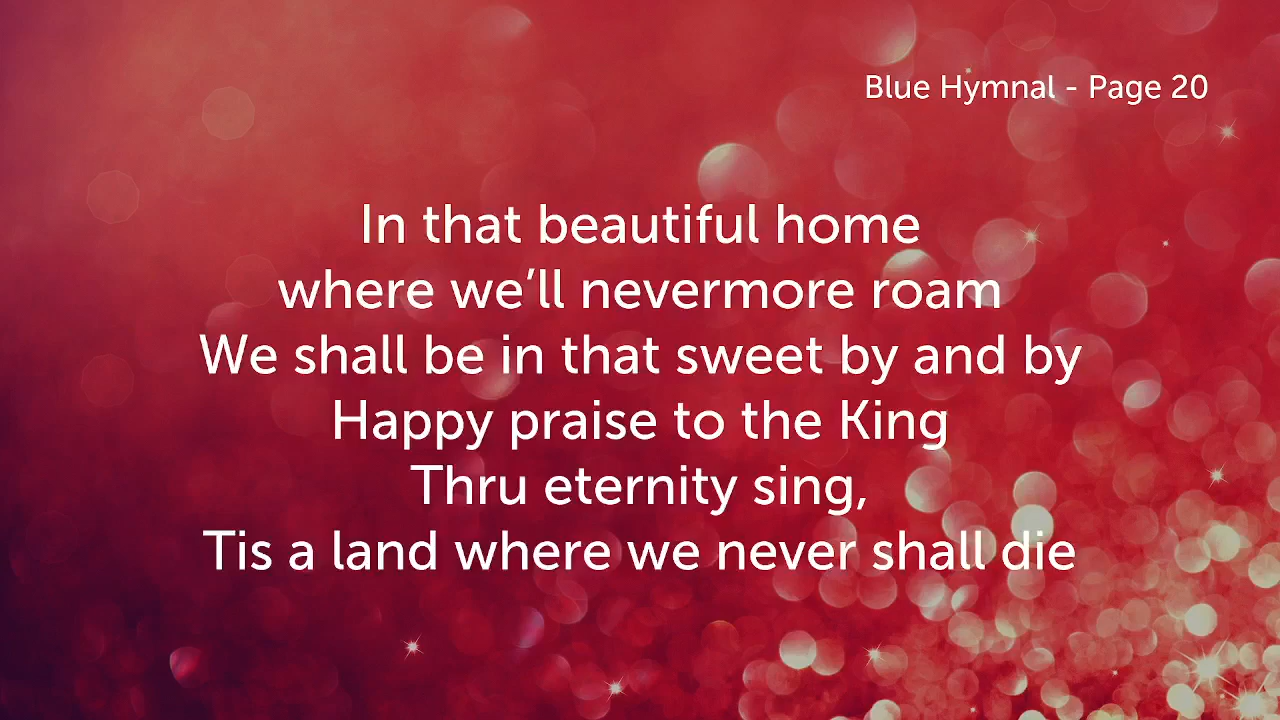 Blue Hymnal - Page 20
In that beautiful home
where we’ll nevermore roam
We shall be in that sweet by and by
Happy praise to the King
Thru eternity sing,
Tis a land where we never shall die